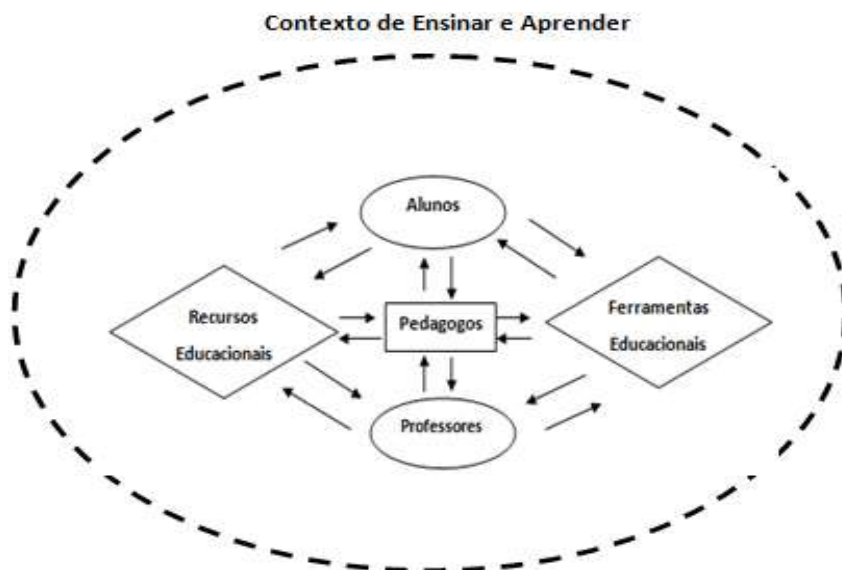 Contexto de Ensinar e Aprender
Alunos
Recursos
Educacionais
Pedagogos
Ferramentas
Educacionais
Professores